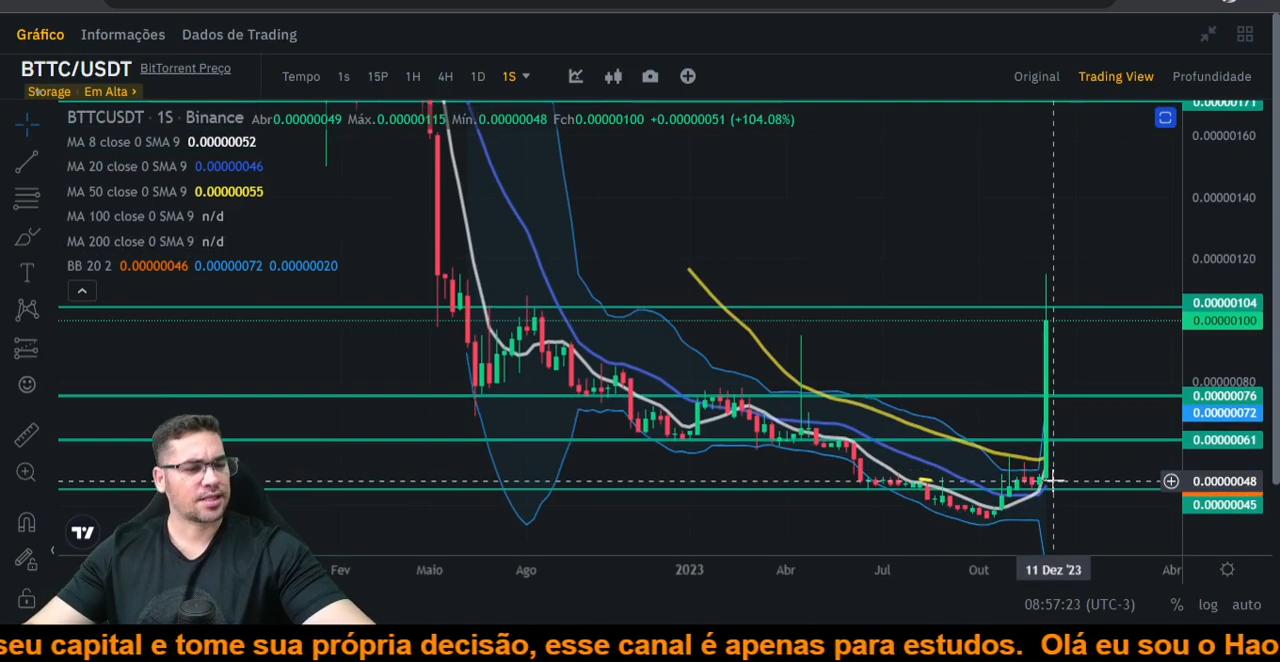 Gráfico Informações Dados de Trading
BTTC/USDT BitTorrent Preço
Storage Em Alta >
Tempo 1s 15P 1H 4H 1D 1S Original Trading View Profundidade
BTTCUSDT · 1S · Binance Abr0.00000049 Máx.0.00000115 Mín.0.00000048 Fch0.00000100 +0.00000051 (+104.08%)
MA 8 close 0 SMA 9 0.00000052
MA 20 close 0 SMA 9 0.00000046
MA 50 close 0 SMA 9 0.00000055
MA 100 close 0 SMA 9 n/d
MA 200 close 0 SMA 9 n/d
BB 20 2 0.00000046 0.00000072 0.00000020
0.00000171
0.00000160
0.00000140
0.00000120
0.00000104
0.00000100
0.00000080
0.00000076
0.00000072
0.00000061
0.00000048
0.00000045
Fev Maio Ago 2023 Abr Jul Out 11 Dez '23 Abr
08:57:23 (UTC-3) % log auto
seu capital e tome sua própria decisão, esse canal é apenas para estudos. Olá eu sou o Hao